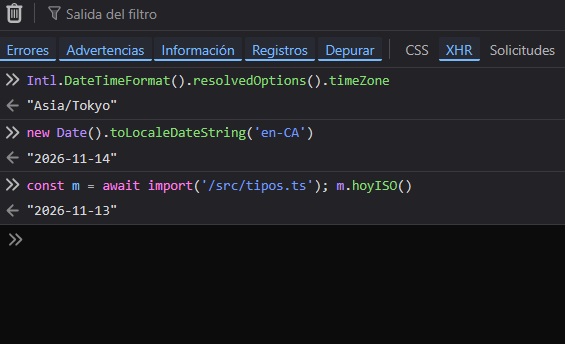 Salida del filtro
Errores Advertencias Información Registros Depurar CSS XHR Solicitudes
Intl.DateTimeFormat().resolvedOptions().timeZone
"Asia/Tokyo"
new Date().toLocaleDateString('en-CA')
"2026-11-14"
const m = await import('/src/tipos.ts'); m.hoyISO()
"2026-11-13"